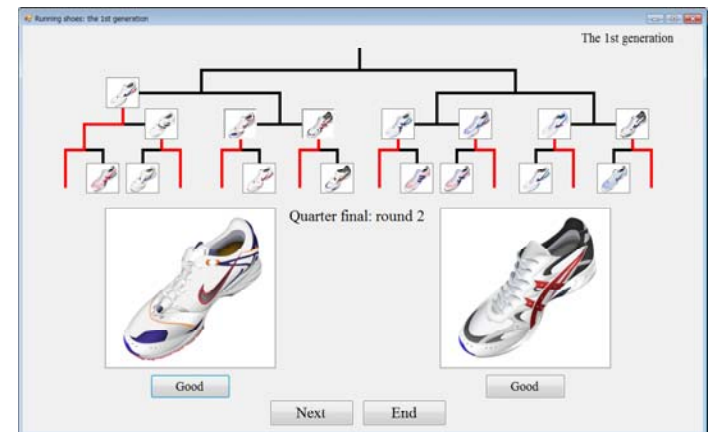 Running shoes: the 1st generation
The 1st generation
Quarter final: round 2
Good
Good
Next
End